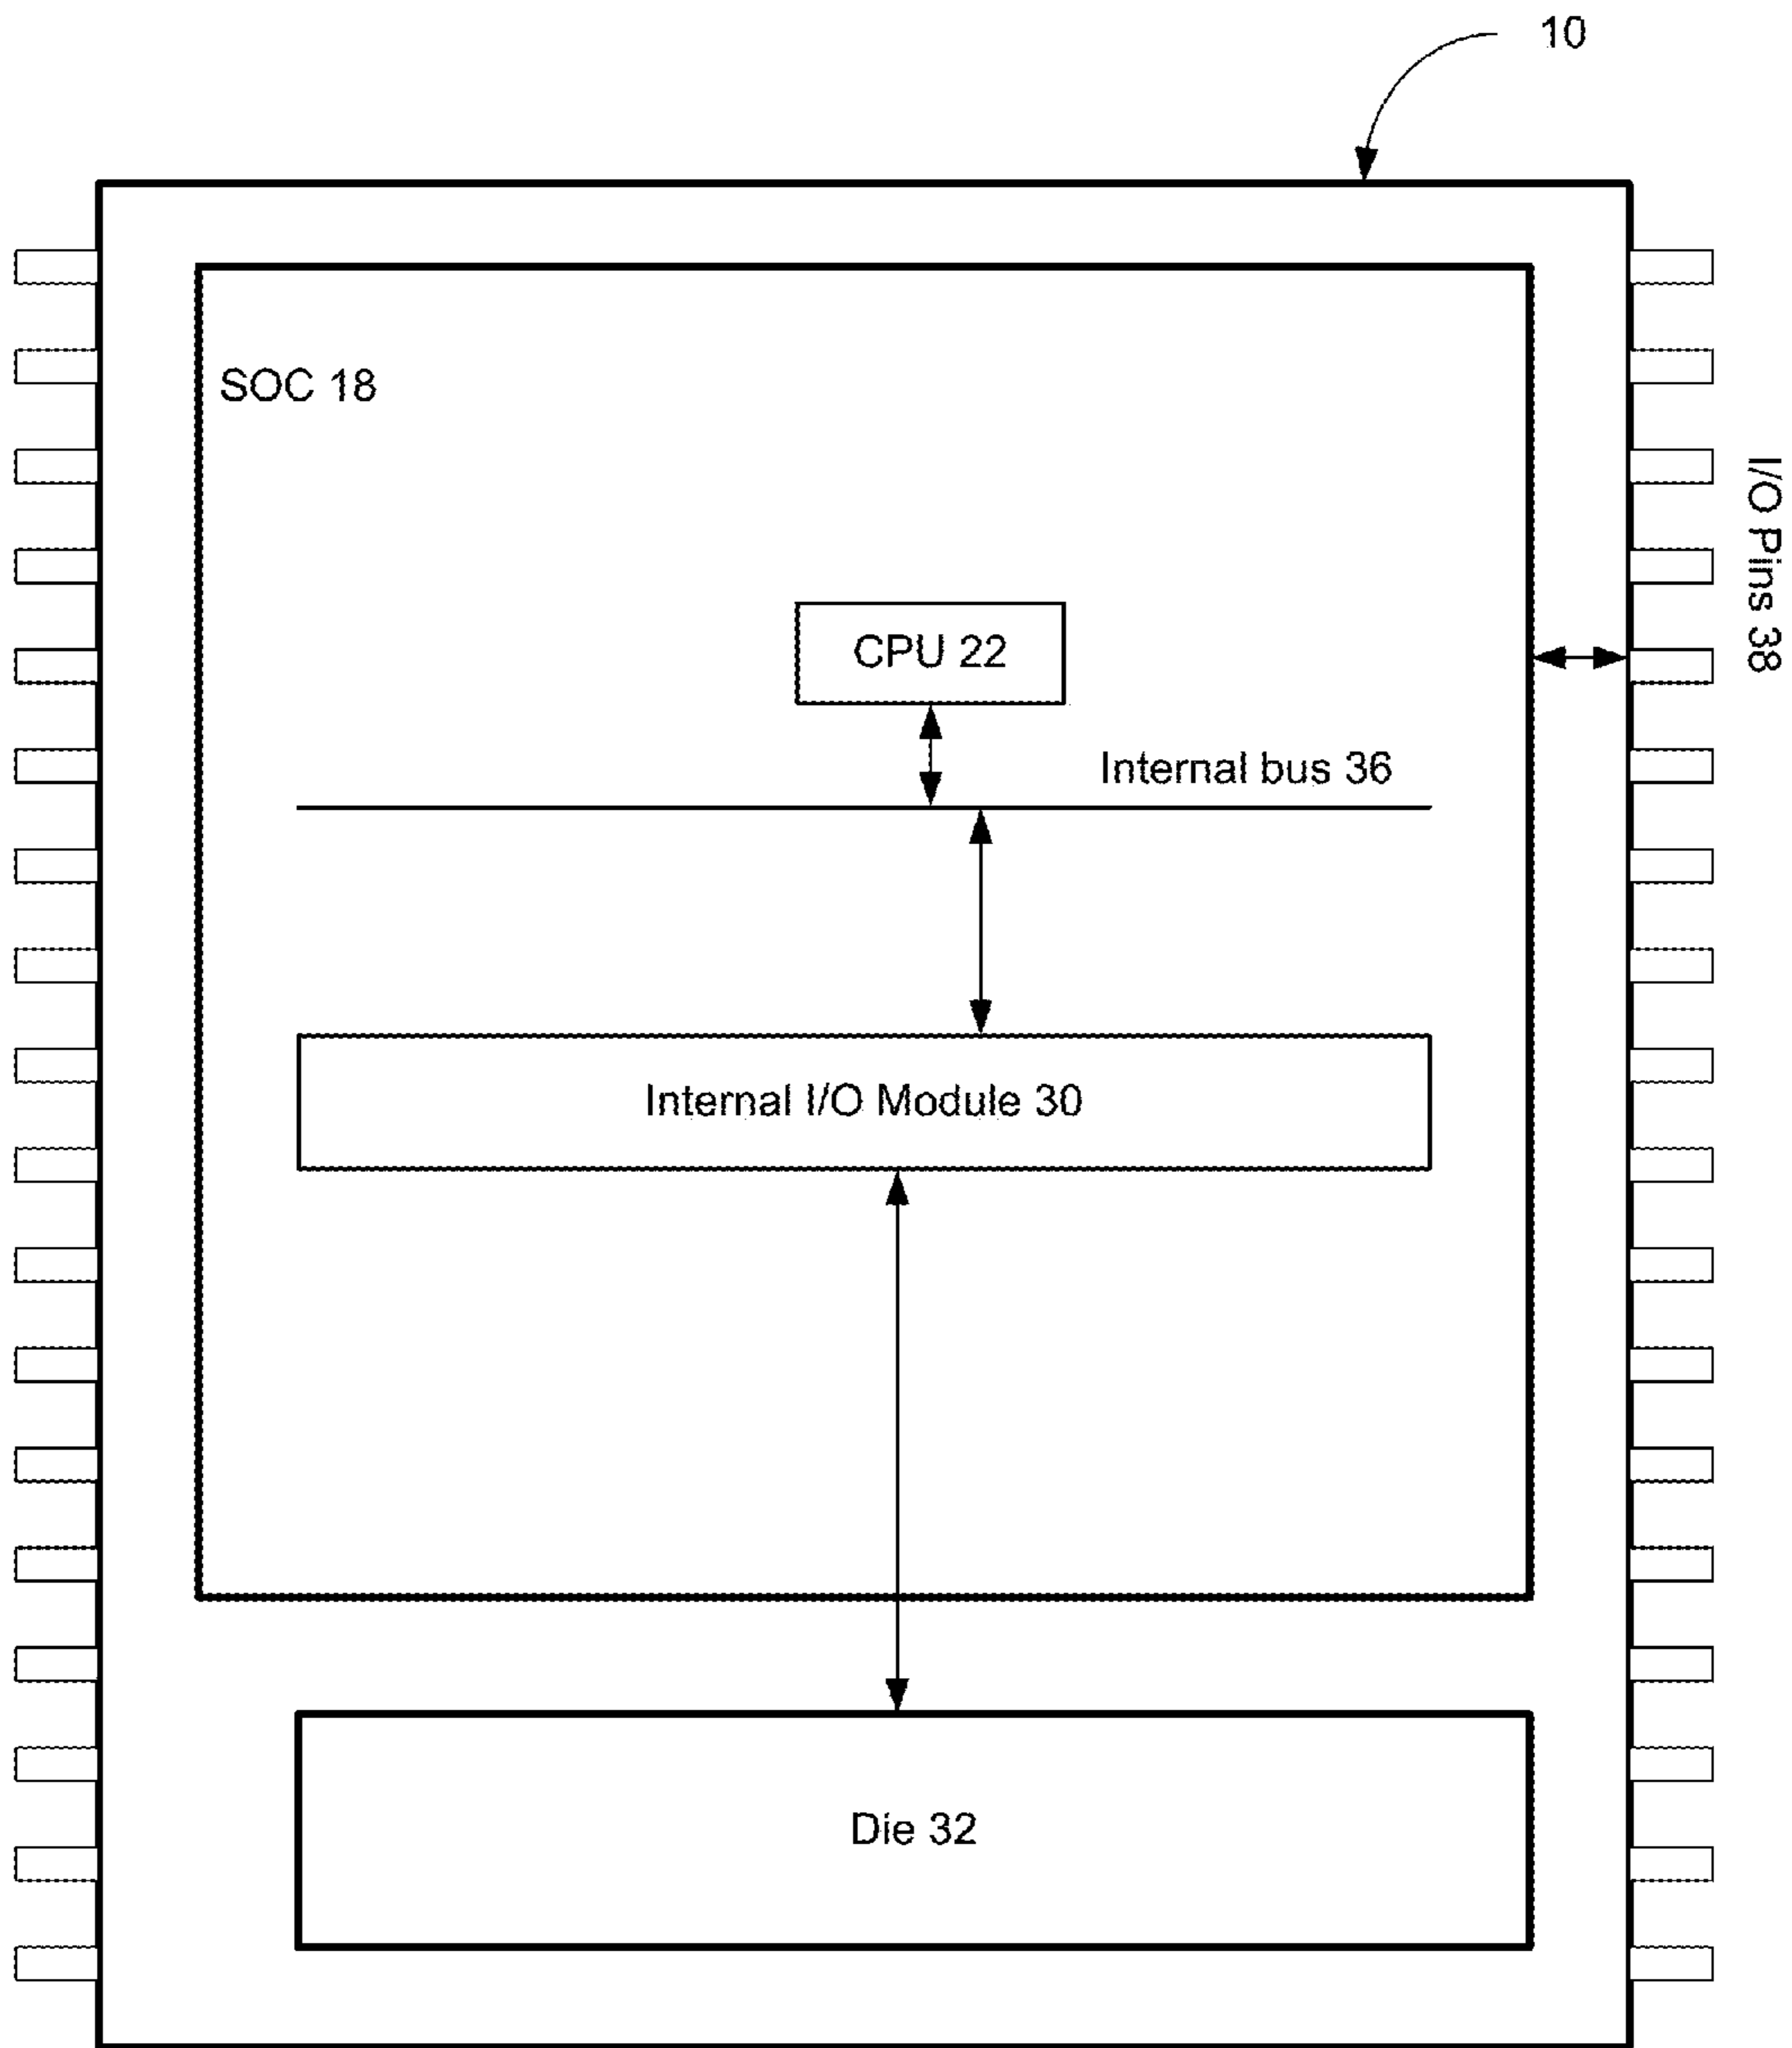 10
SOC 18
I/O Pins 38
CPU 22
Internal bus 36
Internal I/O Module 30
Die 32